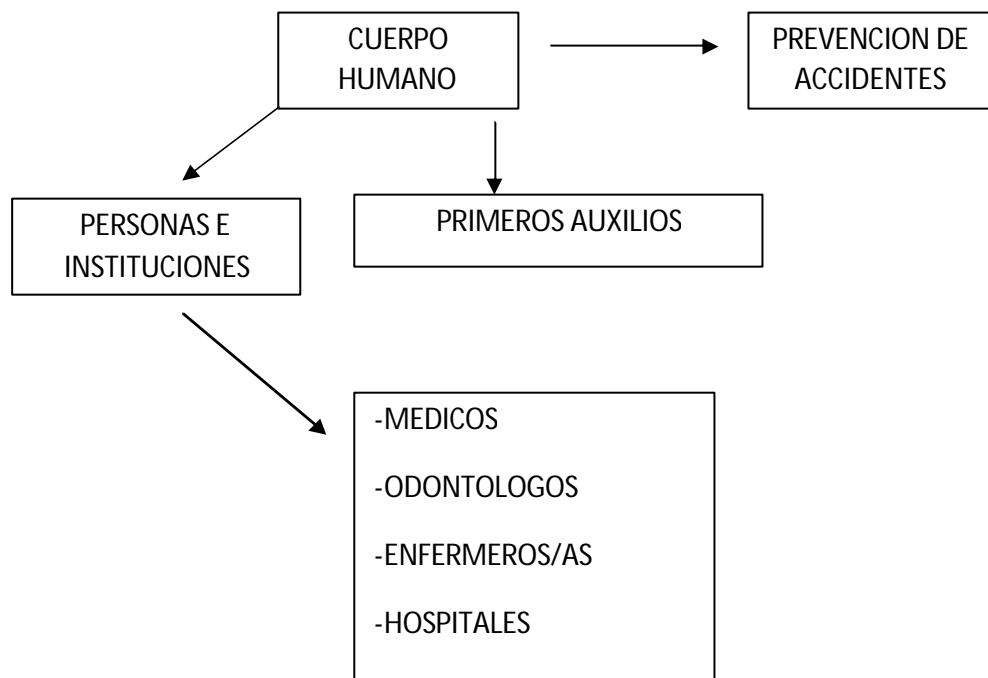 CUERPO
HUMANO
PREVENCION DE
ACCIDENTES
PERSONAS E
INSTITUCIONES
PRIMEROS AUXILIOS
-MEDICOS
-ODONTOLOGOS
-ENFERMEROS/AS
-HOSPITALES